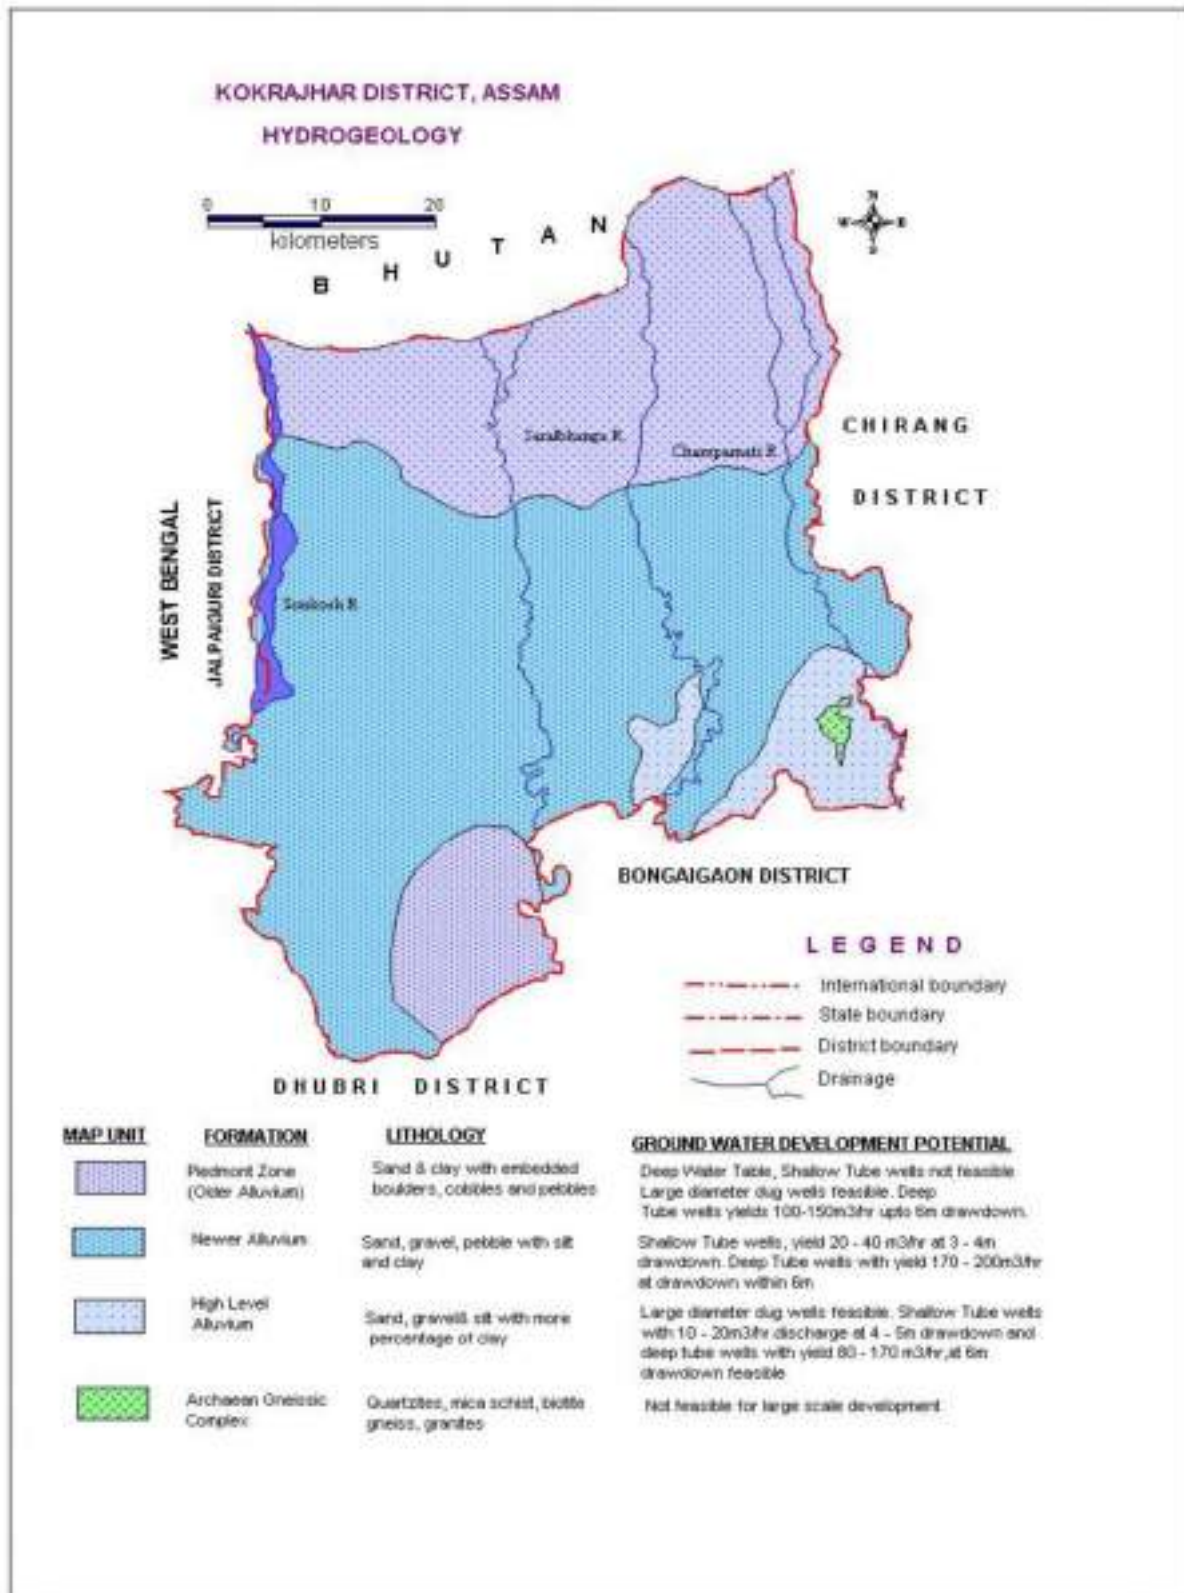 KOKRAJHAR DISTRICT, ASSAM
HYDROGEOLOGY
0 10 20
kilometers
B H U T A N
N
W E
S
CHIRANG
DISTRICT
Saralbhanga R.
Champamati R.
WEST BENGAL
JALPAIGURI DISTRICT
Sonkosh R
BONGAIGAON DISTRICT
DHUBRI DISTRICT
LEGEND
International boundary
State boundary
District boundary
Drainage
MAP UNIT
FORMATION
LITHOLOGY
GROUND WATER DEVELOPMENT POTENTIAL
Piedmont Zone
(Older Alluvium)
Sand & clay with embedded
boulders, cobbles and pebbles
Deep Water Table, Shallow Tube wells not feasible
Large diameter dug wells feasible. Deep
Tube wells yields 100-150m3/hr upto 6m drawdown.
Newer Alluvium
Sand, gravel, pebble with silt
and clay
Shallow Tube wells, yield 20 - 40 m3/hr at 3 - 4m
drawdown. Deep Tube wells with yield 170 - 200m3/hr
at drawdown within 6m
High Level
Alluvium
Sand, gravel& silt with more
percentage of clay
Large diameter dug wells feasible. Shallow Tube wells
with 10 - 20m3/hr.discharge at 4 - 5m drawdown and
deep tube wells with yield 80 - 170 m3/hr,at 6m
drawdown feasible
Archaean Gneissic
Complex
Quartzites, mica schist, biotite
gneiss, granites
Not feasible for large scale development